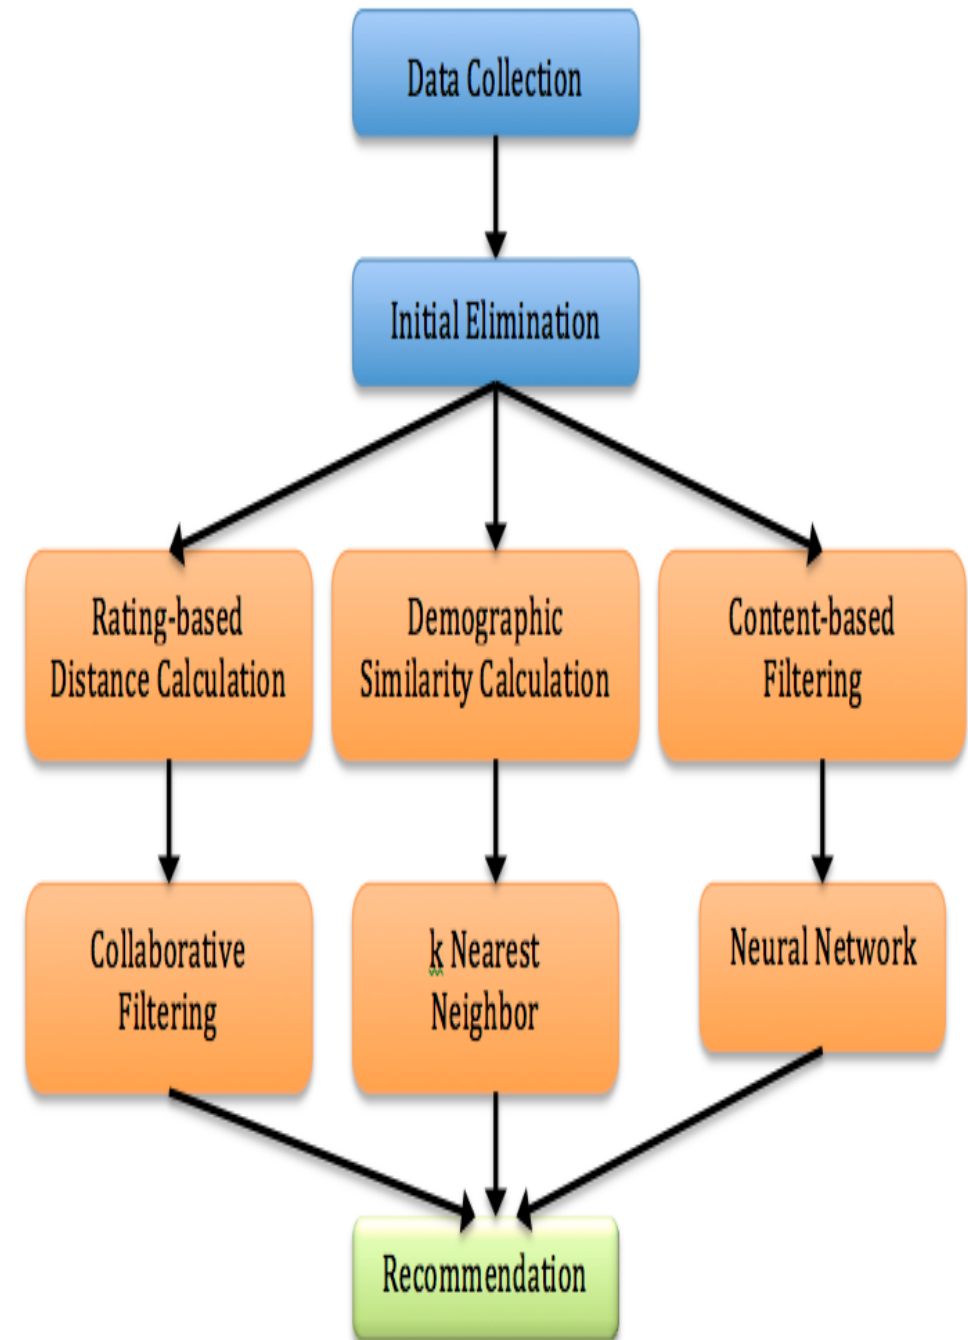 Data Collection
Initial Elimination
Rating-based
Distance Calculation
Demographic
Similarity Calculation
Content-based
Filtering
Collaborative
Filtering
k Nearest
Neighbor
Neural Network
Recommendation